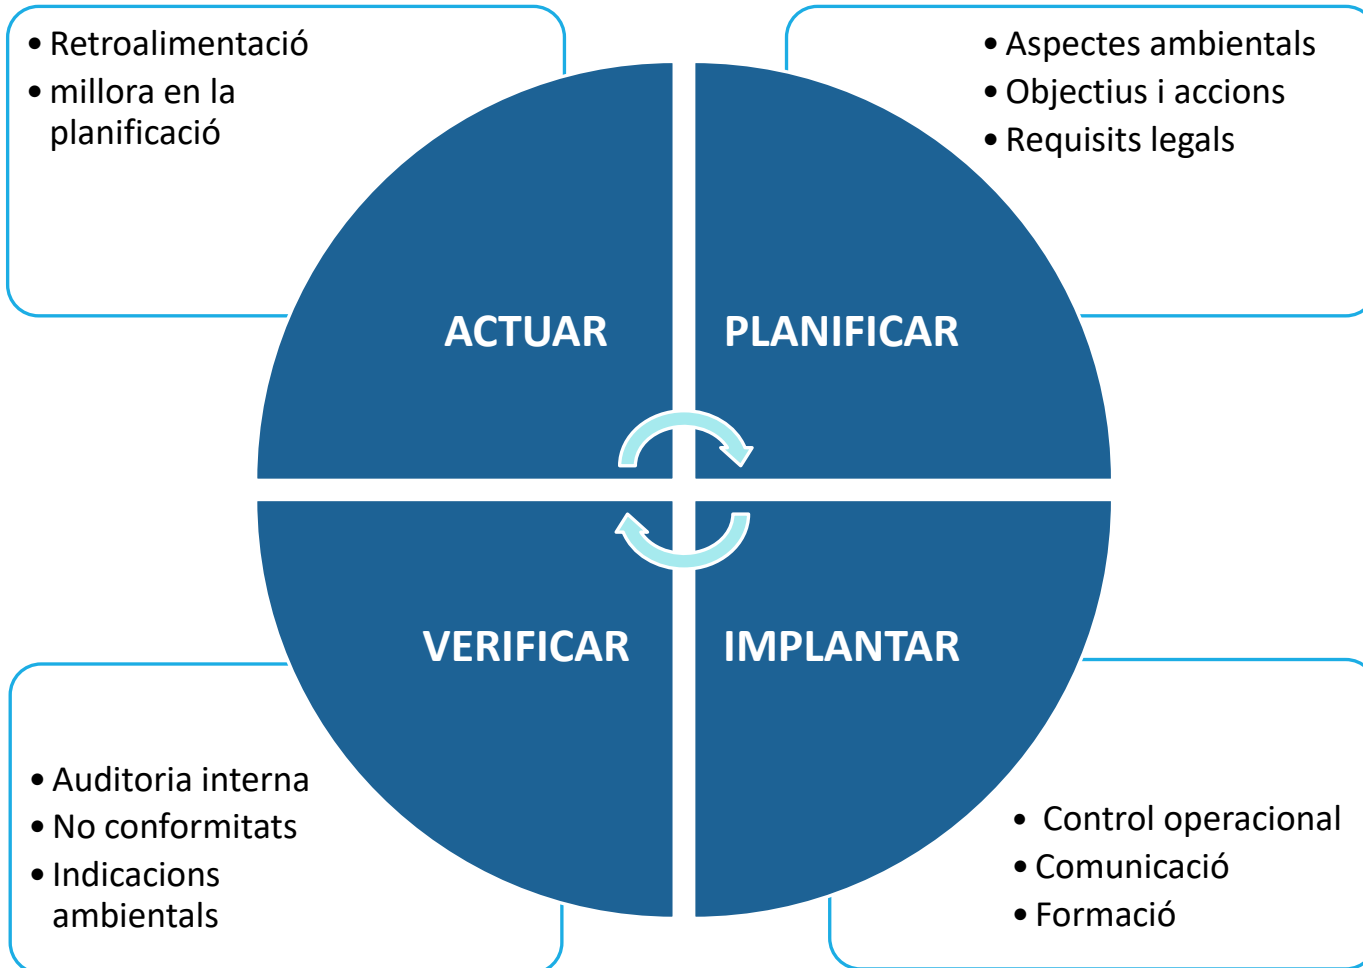 • Retroalimentació
• millora en la
planificació
• Aspectes ambientals
• Objectius i accions
• Requisits legals
ACTUAR
PLANIFICAR
VERIFICAR
IMPLANTAR
• Auditoria interna
• No conformitats
• Indicacions
ambientals
• Control operacional
• Comunicació
• Formació